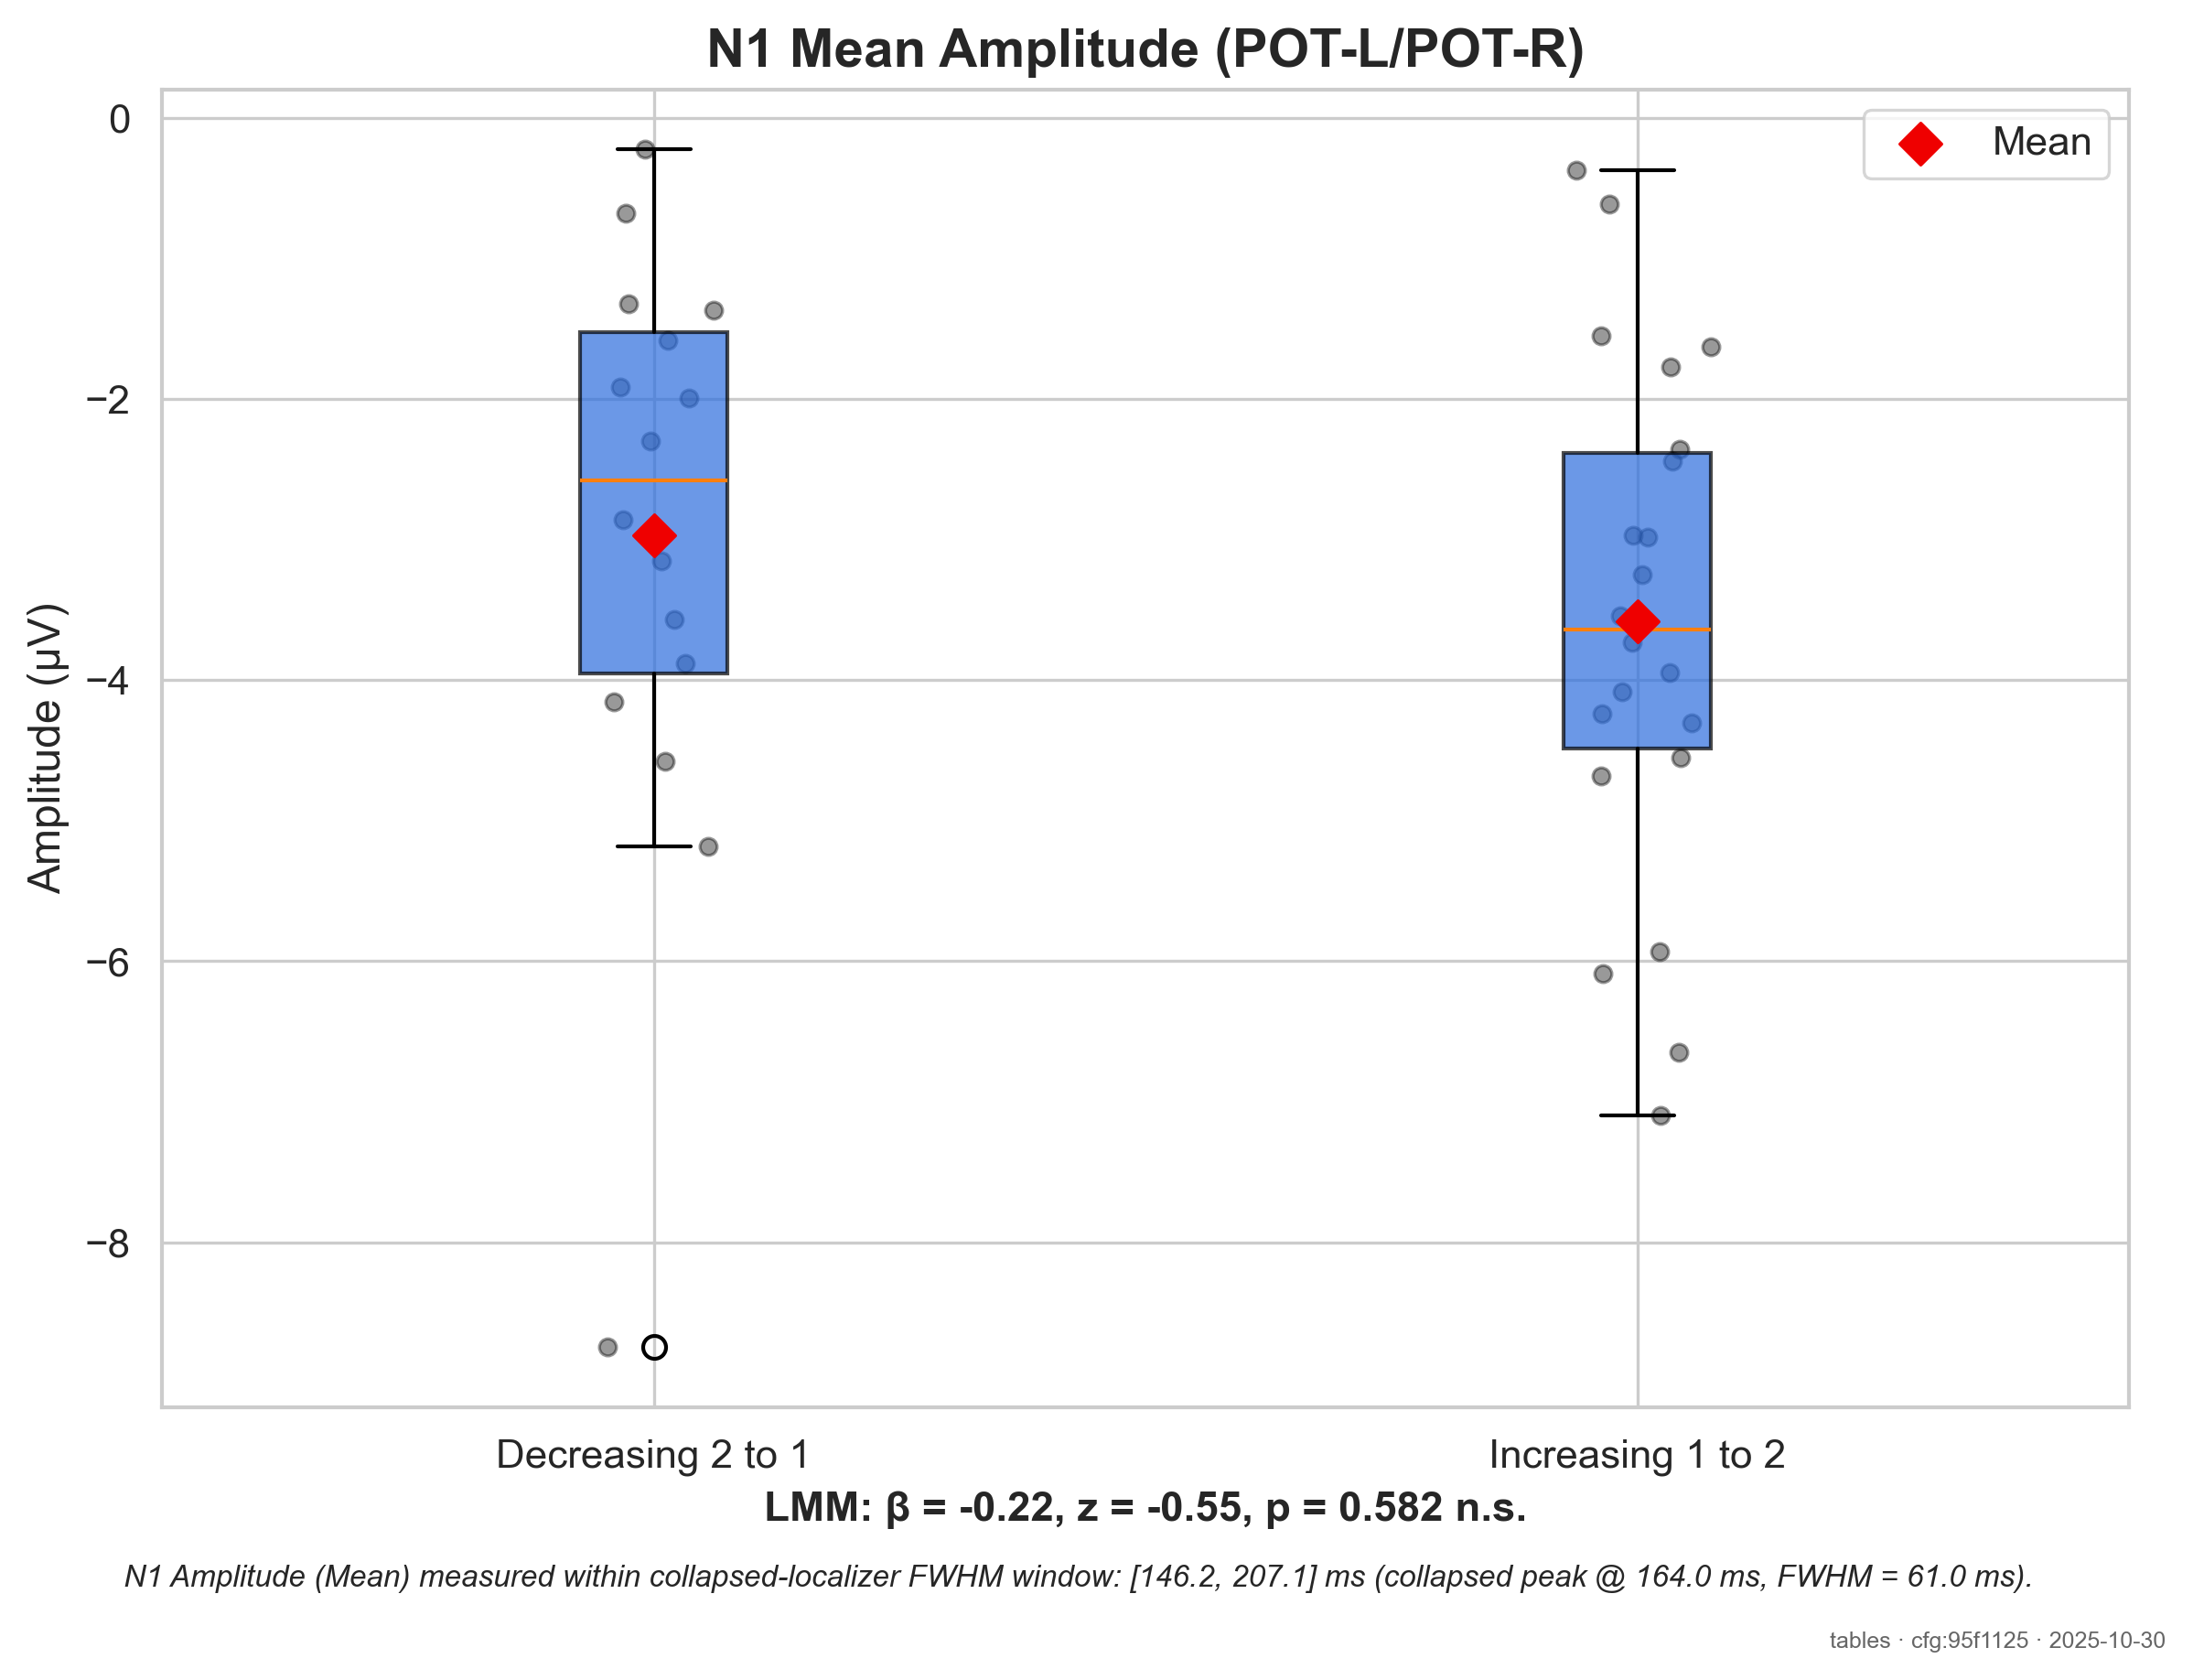 N1 Mean Amplitude (POT-L/POT-R)
Mean
0
−2
−4
−6
−8
Amplitude (µV)
Decreasing 2 to 1
Increasing 1 to 2
LMM: β = -0.22, z = -0.55, p = 0.582 n.s.
N1 Amplitude (Mean) measured within collapsed-localizer FWHM window: [146.2, 207.1] ms (collapsed peak @ 164.0 ms, FWHM = 61.0 ms).
tables · cfg:95f1125 · 2025-10-30